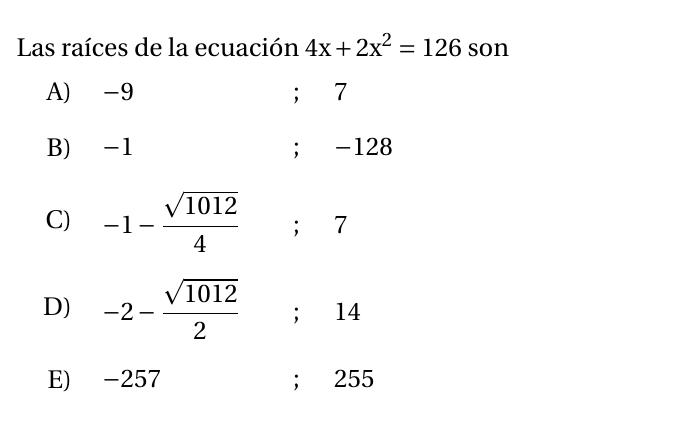 Las raíces de la ecuación 4x + 2x² = 126 son
A) −9 ; 7
B) −1 ; −128
C) −1 − √1012/4 ; 7
D) −2 − √1012/2 ; 14
E) −257 ; 255